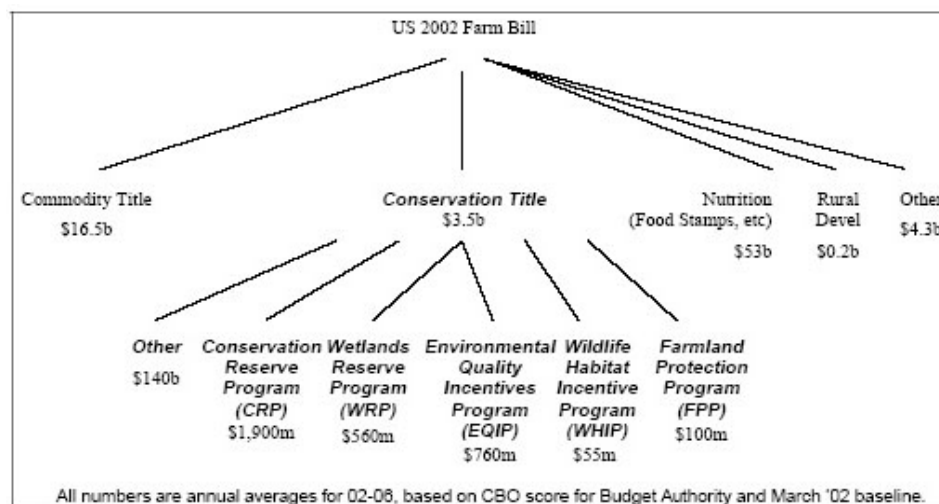 US 2002 Farm Bill
Commodity Title
$16.5b
Conservation Title
$3.5b
Nutrition
(Food Stamps, etc)
$53b
Rural
Devel
$0.2b
Other
$4.3b
Other
$140b
Conservation
Reserve
Program
(CRP)
$1,900m
Wetlands
Reserve
Program
(WRP)
$560m
Environmental
Quality
Incentives
Program
(EQIP)
$760m
Wildlife
Habitat
Incentive
Program
(WHIP)
$55m
Farmland
Protection
Program
(FPP)
$100m
All numbers are annual averages for 02-06, based on CBO score for Budget Authority and March '02 baseline.